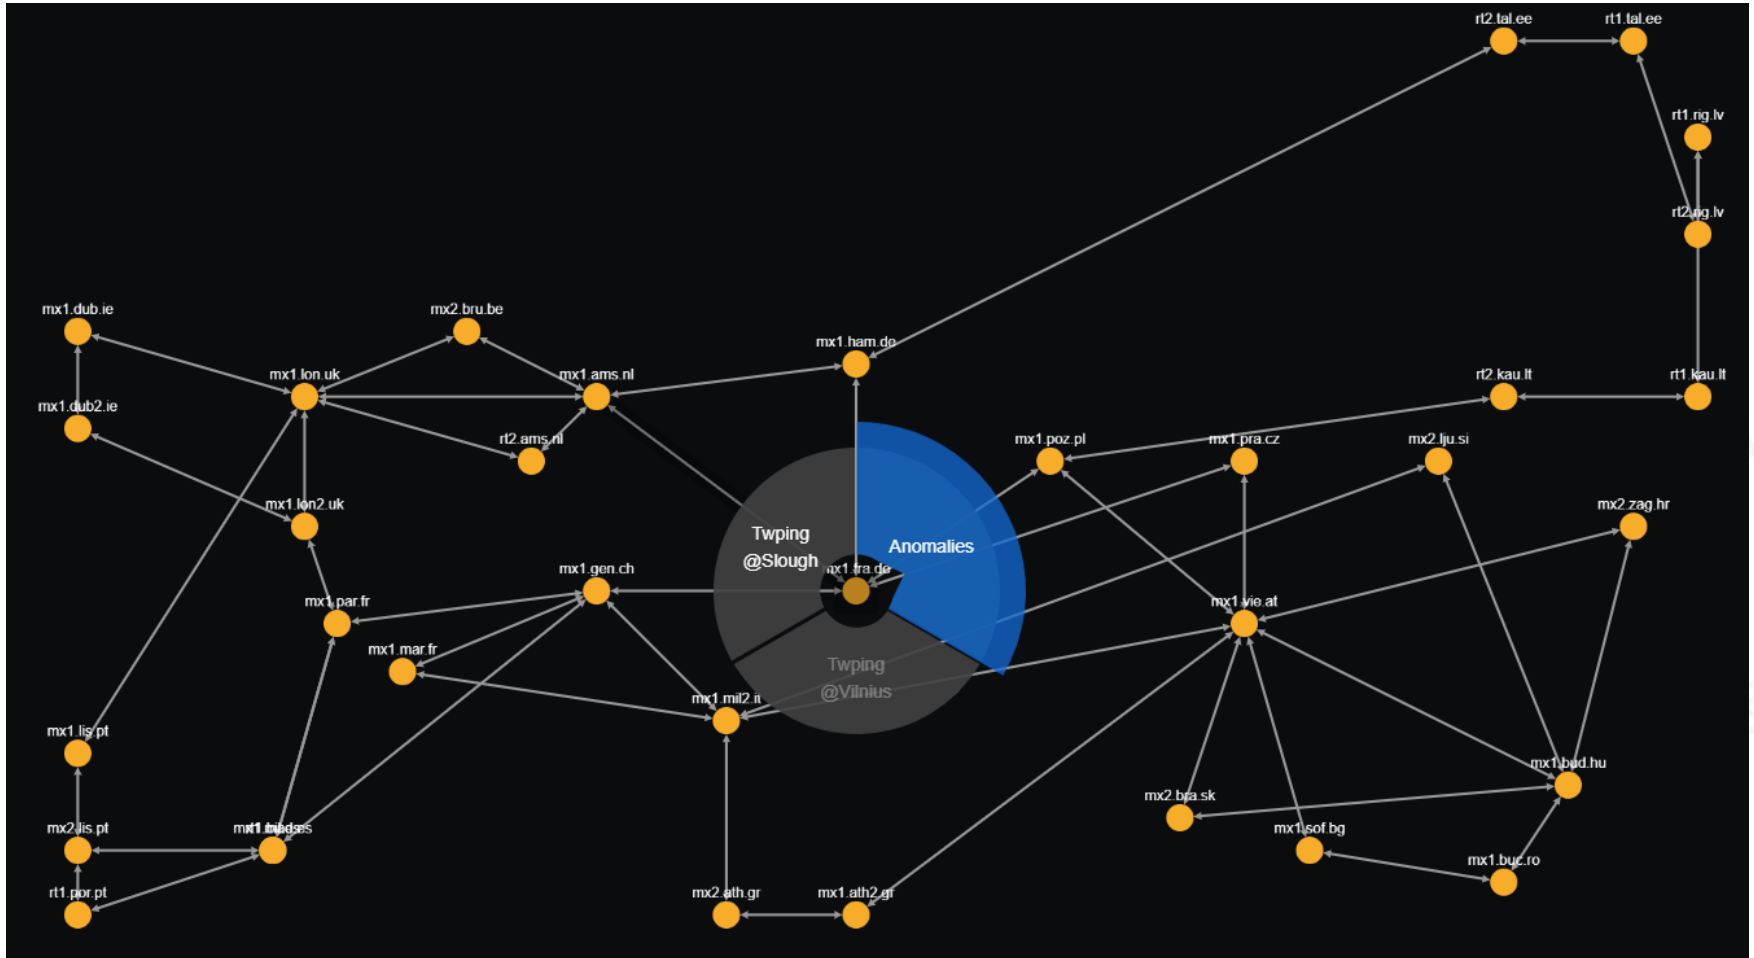 rt2.tal.ee
rt1.tal.ee
rt1.rig.lv
rt2.rig.lv
mx1.dub.ie
mx2.bru.be
mx1.ham.de
mx1.lon.uk
mx1.ams.nl
rt2.kau.lt
rt1.kau.lt
mx1.dub2.ie
rt2.ams.nl
mx1.poz.pl
mx1.pra.cz
mx2.lju.si
mx1.lon2.uk
mx2.zag.hr
Twping
@Slough
Anomalies
mx1.gen.ch
mx1.fra.de
mx1.par.fr
mx1.vie.at
mx1.mar.fr
Twping
@Vilnius
mx1.mil2.it
mx1.lis.pt
mx1.bud.hu
mx2.bra.sk
mx2.lis.pt
mx1.sof.bg
mx1.buc.ro
rt1.por.pt
mx2.ath.gr
mx1.ath2.gr